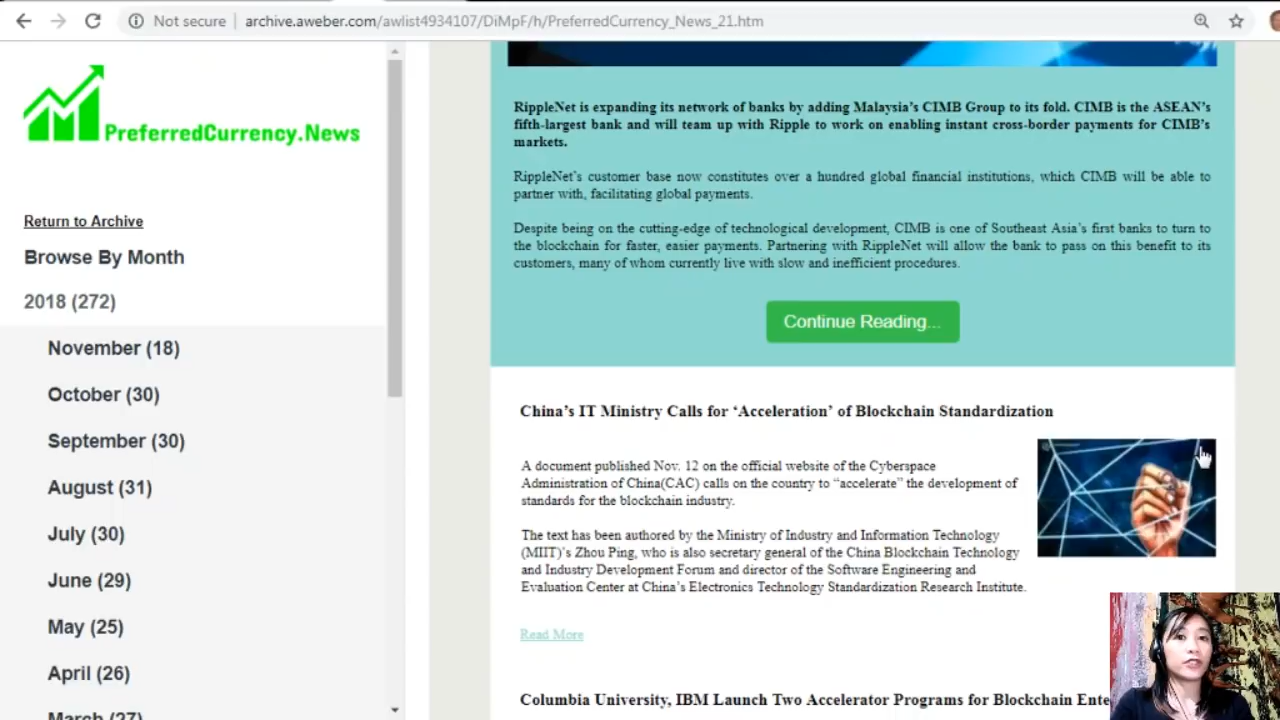 Not secure | archive.aweber.com/awlist4934107/DiMpF/h/PreferredCurrency_News_21.htm
PreferredCurrency.News
Return to Archive
Browse By Month
2018 (272)
November (18)
October (30)
September (30)
August (31)
July (30)
June (29)
May (25)
April (26)
March (27)
RippleNet is expanding its network of banks by adding Malaysia's CIMB Group to its fold. CIMB is the ASEAN's
fifth-largest bank and will team up with Ripple to work on enabling instant cross-border payments for CIMB's
markets.
RippleNet's customer base now constitutes over a hundred global financial institutions, which CIMB will be able to
partner with, facilitating global payments.
Despite being on the cutting-edge of technological development, CIMB is one of Southeast Asia's first banks to turn to
the blockchain for faster, easier payments. Partnering with RippleNet will allow the bank to pass on this benefit to its
customers, many of whom currently live with slow and inefficient procedures.
Continue Reading...
China's IT Ministry Calls for 'Acceleration' of Blockchain Standardization
A document published Nov. 12 on the official website of the Cyberspace
Administration of China(CAC) calls on the country to “accelerate” the development of
standards for the blockchain industry.
The text has been authored by the Ministry of Industry and Information Technology
(MIIT)'s Zhou Ping, who is also secretary general of the China Blockchain Technology
and Industry Development Forum and director of the Software Engineering and
Evaluation Center at China's Electronics Technology Standardization Research Institute.
Read More
Columbia University, IBM Launch Two Accelerator Programs for Blockchain Ente